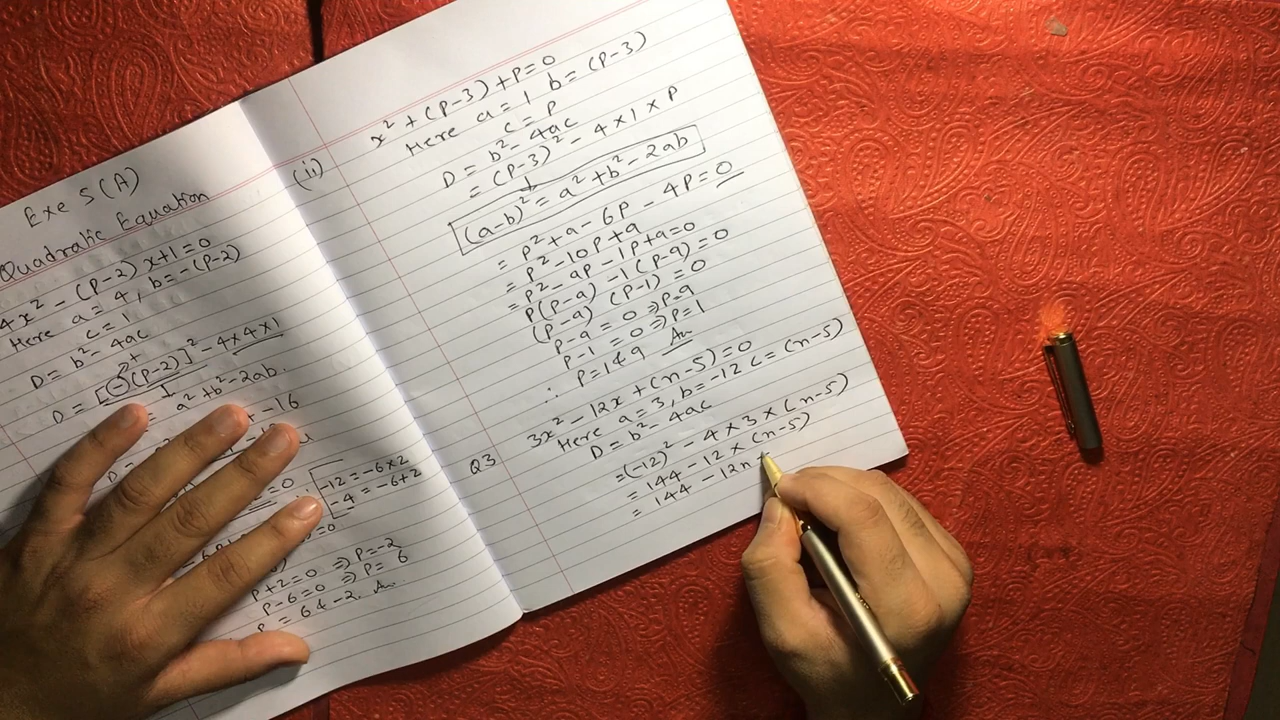 Exe 5(A)
Quadratic Equation
4x² - (P-2)x+1=0
Here a=4, b=-(P-2)
c=1
D= b²-4ac
D= [-(P-2)]² - 4×4×1
= a²+b²-2ab.
-16
=0
-12=-6×2
-4=-6+2
=0
P+2=0 ⇒P=-2
P-6=0 ⇒P=6
P=6&-2. An
(ii) x²+(P-3)+P=0
Here a=1 b=(P-3)
c=P
D= b²-4ac
= (P-3)²-4×1×P
(a-b)² = a²+b²-2ab
= P²+9-6P-4P=0
= P²-10P+9
= P²-9P-1P+9=0
P(P-9)-1(P-9)=0
(P-9) (P-1)=0
P-9=0⇒P=9
P-1=0⇒P=1
∴ P=1&9 An
Q3 3x²-12x+(n-5)=0
Here a=3, b=-12 c=(n-5)
D= b²-4ac
=(-12)²-4×3×(n-5)
= 144-12×(n-5)
= 144-12n